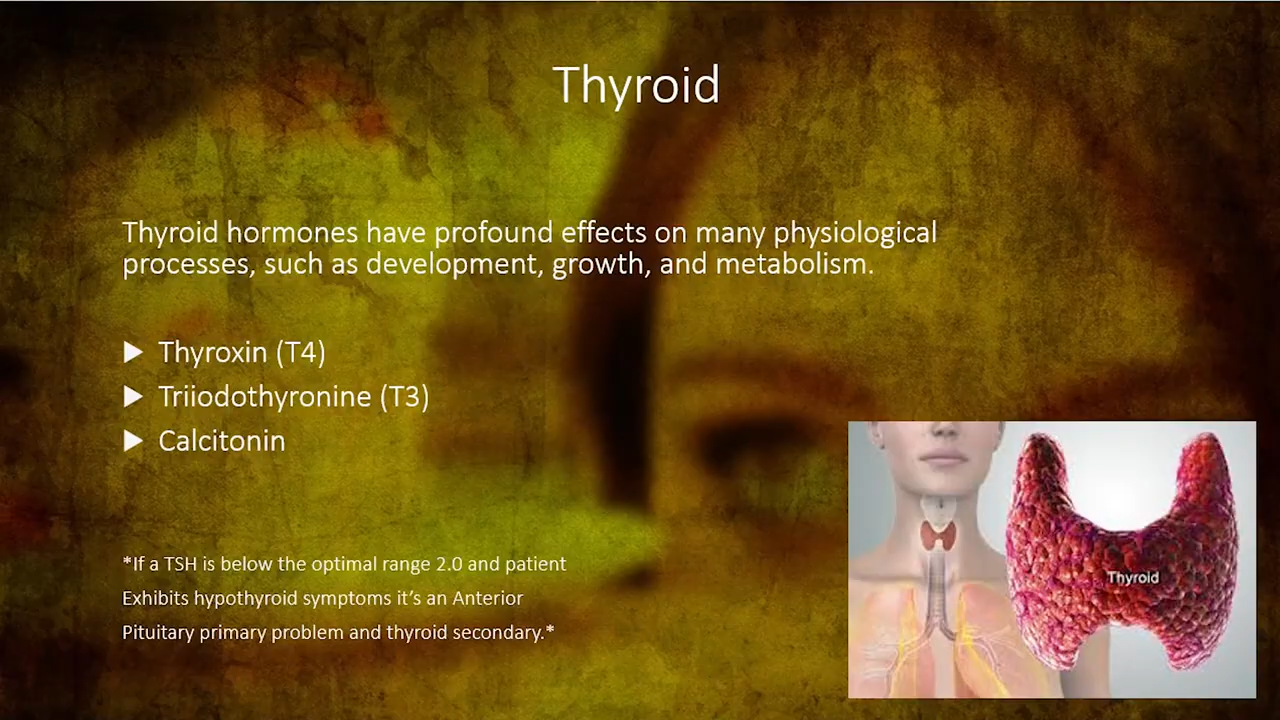 Thyroid
Thyroid hormones have profound effects on many physiological
processes, such as development, growth, and metabolism.
▶ Thyroxin (T4)
▶ Triiodothyronine (T3)
▶ Calcitonin
*If a TSH is below the optimal range 2.0 and patient
Exhibits hypothyroid symptoms it's an Anterior
Pituitary primary problem and thyroid secondary.*
Thyroid